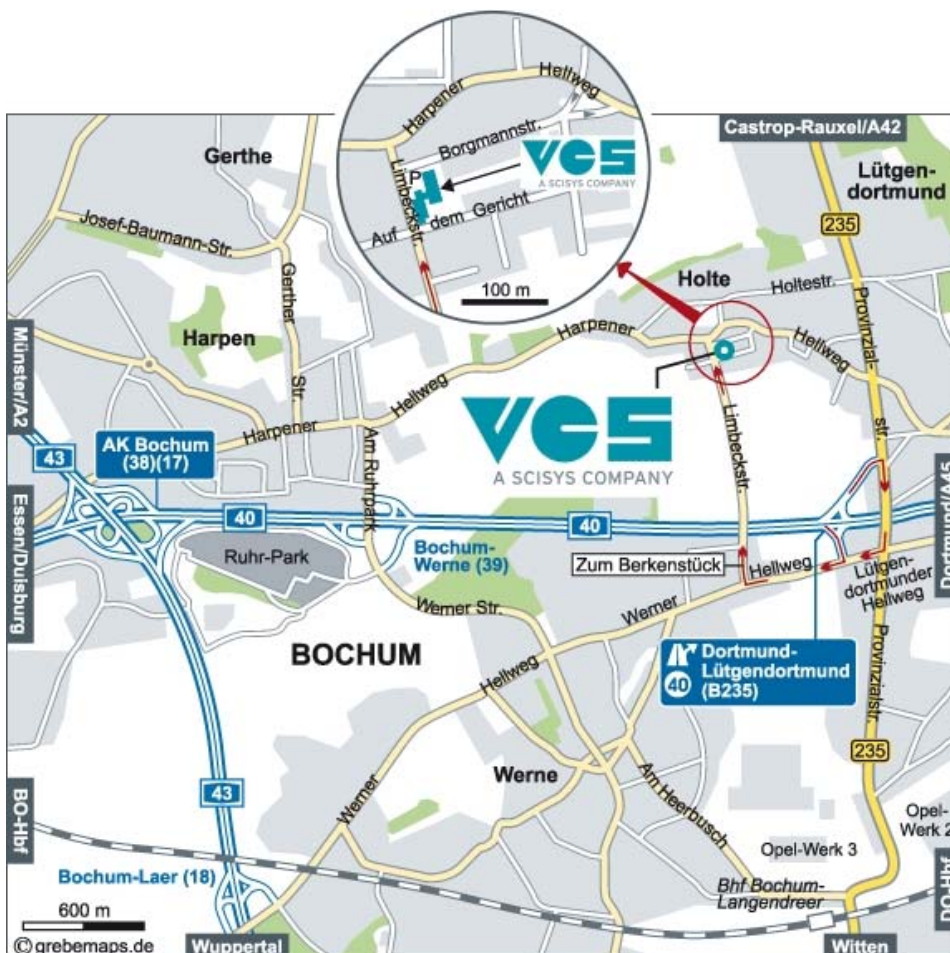 Harpener
Hellweg
Borgmannstr.
P
VCS
A SCISYS COMPANY
Limbeckstr.
Auf dem Gericht
100 m
Castrop-Rauxel/A42
Gerthe
Lütgen-
dortmund
235
Josef-Baumann-Str.
Gerther
Str.
Holte
Holtestr.
Provinzial-
str.
Harpen
Harpener
Hellweg
Hellweg
Münster/A2
Harpener
Hellweg
Am Ruhrpark
VCS
A SCISYS COMPANY
Limbeckstr.
43
AK Bochum
(38)(17)
40
40
Essen/Duisburg
Dortmund/A45
Ruhr-Park
Bochum-
Werne (39)
Zum Berkenstück
Hellweg
Werner
Lütgen-
dortmunder
Hellweg
Werner Str.
BOCHUM
Hellweg
Dortmund-
Lütgendortmund
(B235)
40
Provinzialstr.
235
Werne
Werner
Am Heerbusch
43
BO-Hbf
Opel-
Werk 2
Opel-Werk 3
Bochum-Laer (18)
Bhf Bochum-
Langendreer
DO-Hbf
600 m
© grebemaps.de
Wuppertal
Witten